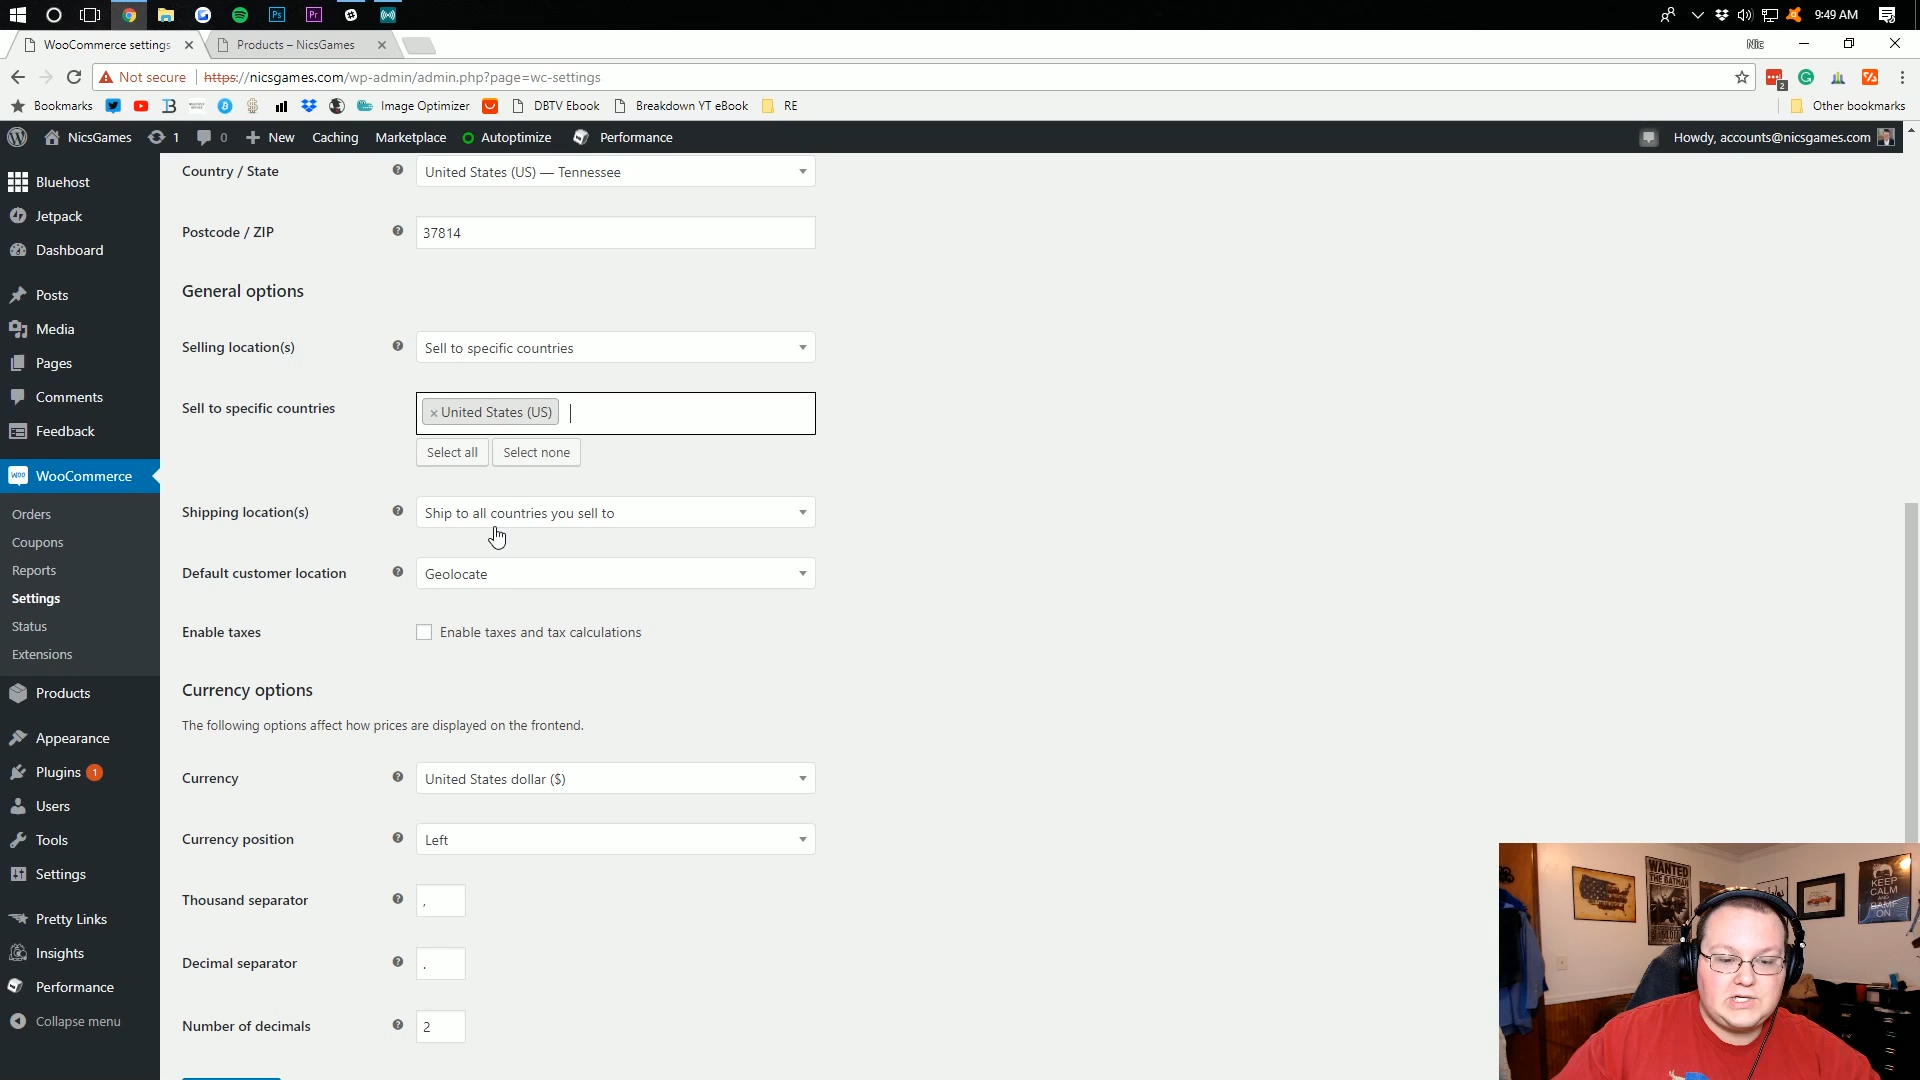 9:49 AM
WooCommerce settings
Products – NicsGames
Nic
Not secure
https://nicsgames.com/wp-admin/admin.php?page=wc-settings
2
Bookmarks
Image Optimizer
DBTV Ebook
Breakdown YT eBook
RE
Other bookmarks
NicsGames
1
0
New
Caching
Marketplace
Autoptimize
Performance
Howdy, accounts@nicsgames.com
Bluehost
Jetpack
Dashboard
Posts
Media
Pages
Comments
Feedback
WooCommerce
Orders
Coupons
Reports
Settings
Status
Extensions
Products
Appearance
Plugins 1
Users
Tools
Settings
Pretty Links
Insights
Performance
Collapse menu
Country / State
United States (US) — Tennessee
Postcode / ZIP
37814
General options
Selling location(s)
Sell to specific countries
Sell to specific countries
× United States (US)
Select all
Select none
Shipping location(s)
Ship to all countries you sell to
Default customer location
Geolocate
Enable taxes
Enable taxes and tax calculations
Currency options
The following options affect how prices are displayed on the frontend.
Currency
United States dollar ($)
Currency position
Left
Thousand separator
,
Decimal separator
.
Number of decimals
2
WANTED
THE BATMAN
KEEP
CALM
AND
BAMF
ON